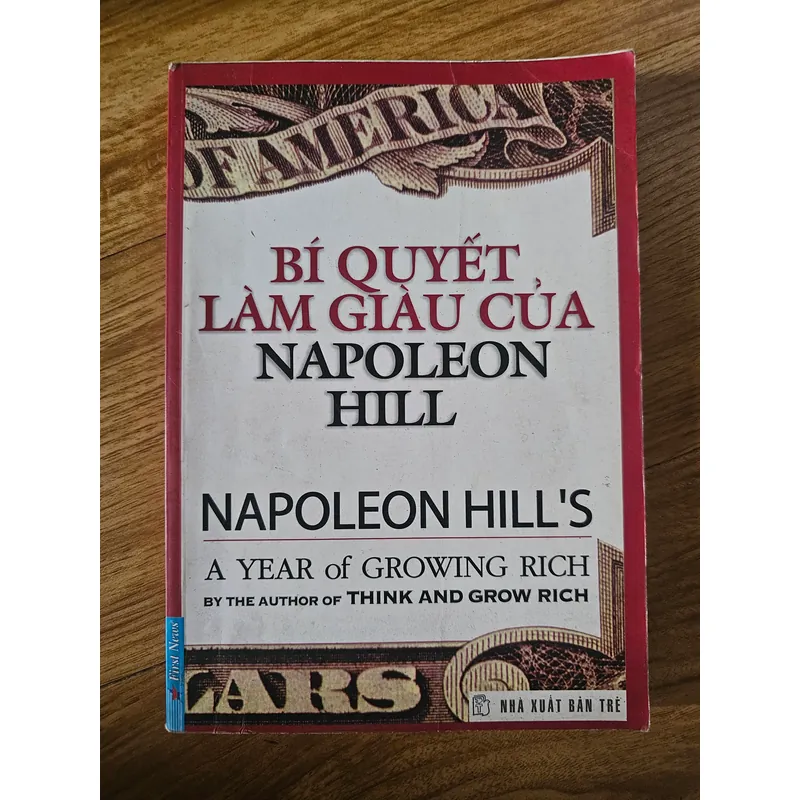 OF AMERICA
BÍ QUYẾT
LÀM GIÀU CỦA
NAPOLEON
HILL
NAPOLEON HILL'S
A YEAR of GROWING RICH
BY THE AUTHOR OF THINK AND GROW RICH
First News
LARS
NHÀ XUẤT BẢN TRẺ